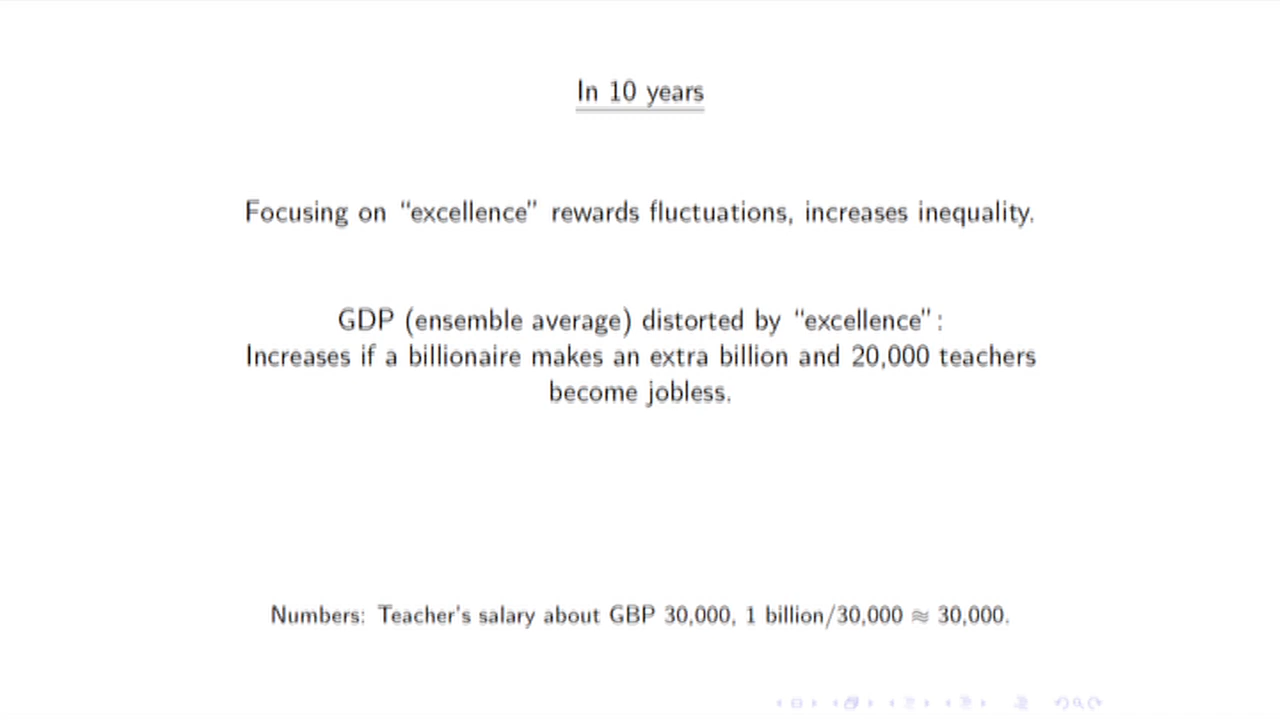 In 10 years
Focusing on “excellence” rewards fluctuations, increases inequality.
GDP (ensemble average) distorted by “excellence”:
Increases if a billionaire makes an extra billion and 20,000 teachers
become jobless.
Numbers: Teacher's salary about GBP 30,000, 1 billion/30,000 ≈ 30,000.